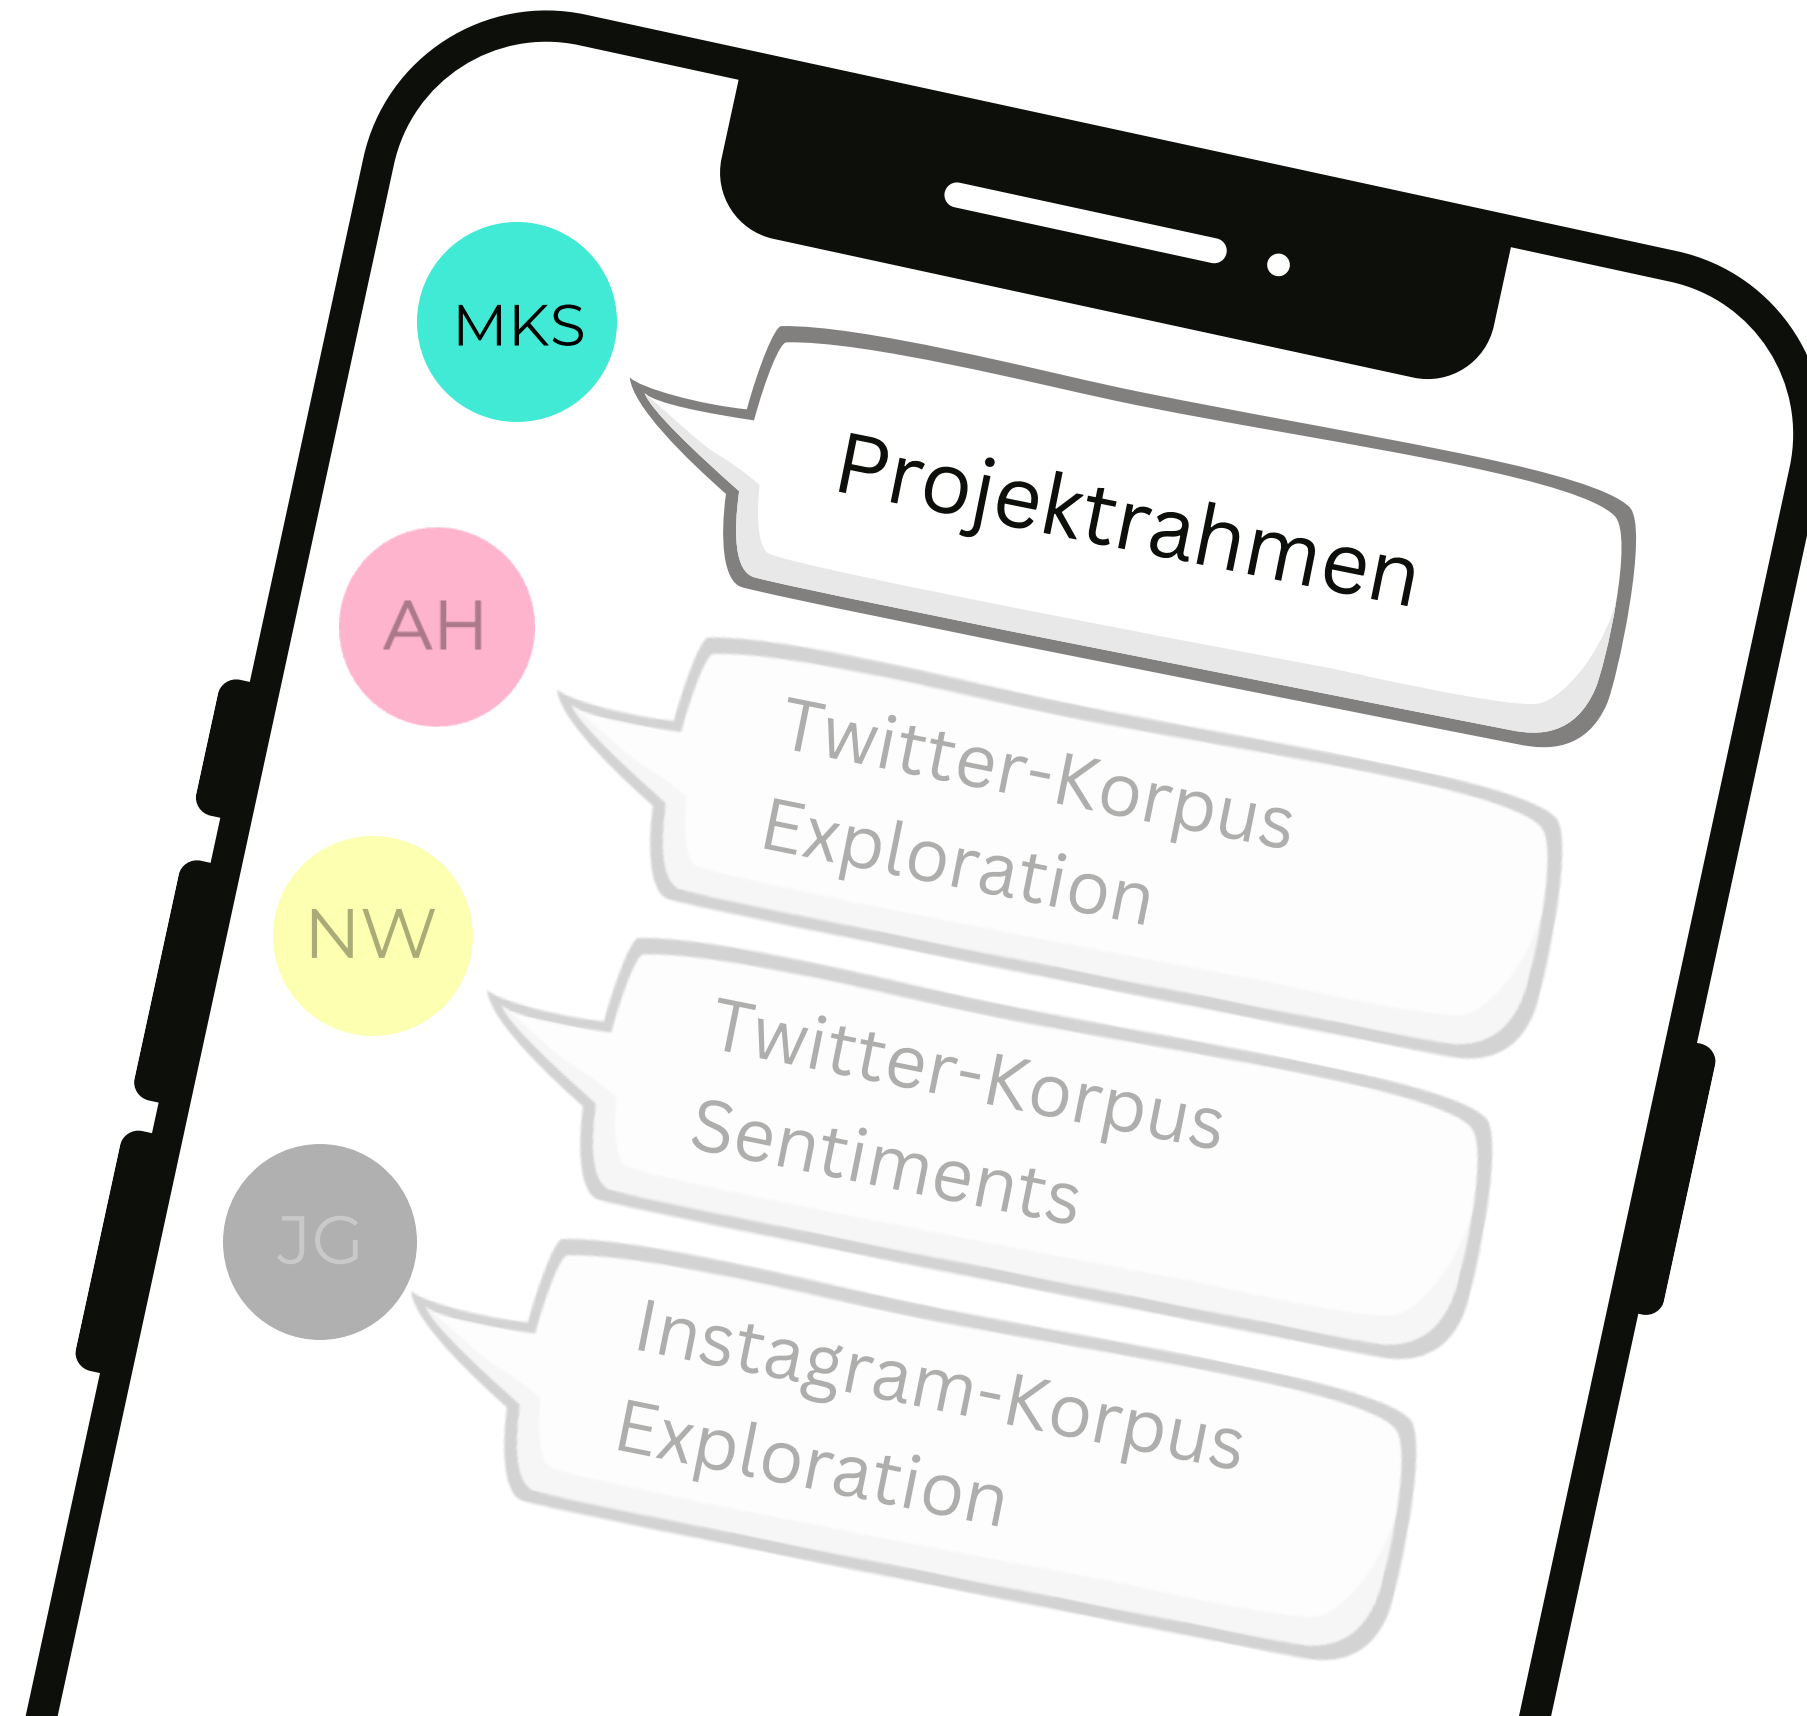 MKS
Projektrahmen
AH
Twitter-Korpus
Exploration
NW
Twitter-Korpus
Sentiments
JG
Instagram-Korpus
Exploration